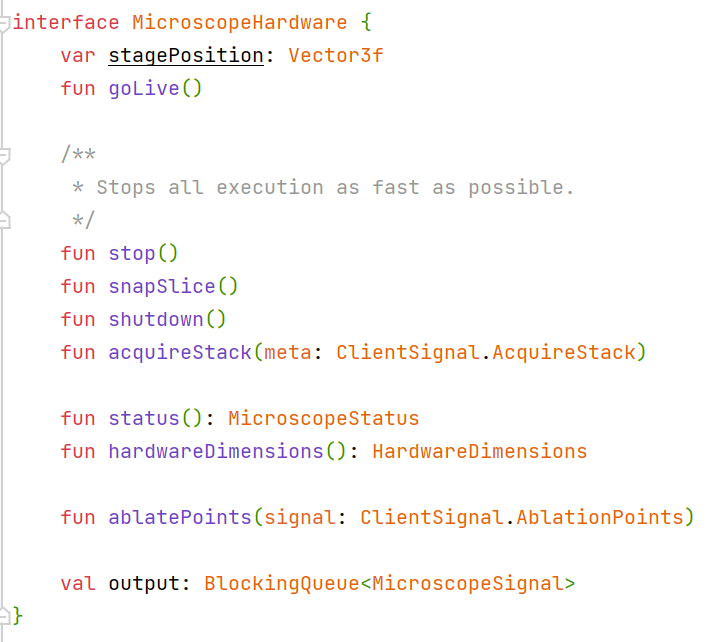 interface MicroscopeHardware {
    var stagePosition: Vector3f
    fun goLive()

    /**
     * Stops all execution as fast as possible.
     */
    fun stop()
    fun snapSlice()
    fun shutdown()
    fun acquireStack(meta: ClientSignal.AcquireStack)

    fun status(): MicroscopeStatus
    fun hardwareDimensions(): HardwareDimensions

    fun ablatePoints(signal: ClientSignal.AblationPoints)

    val output: BlockingQueue<MicroscopeSignal>
}